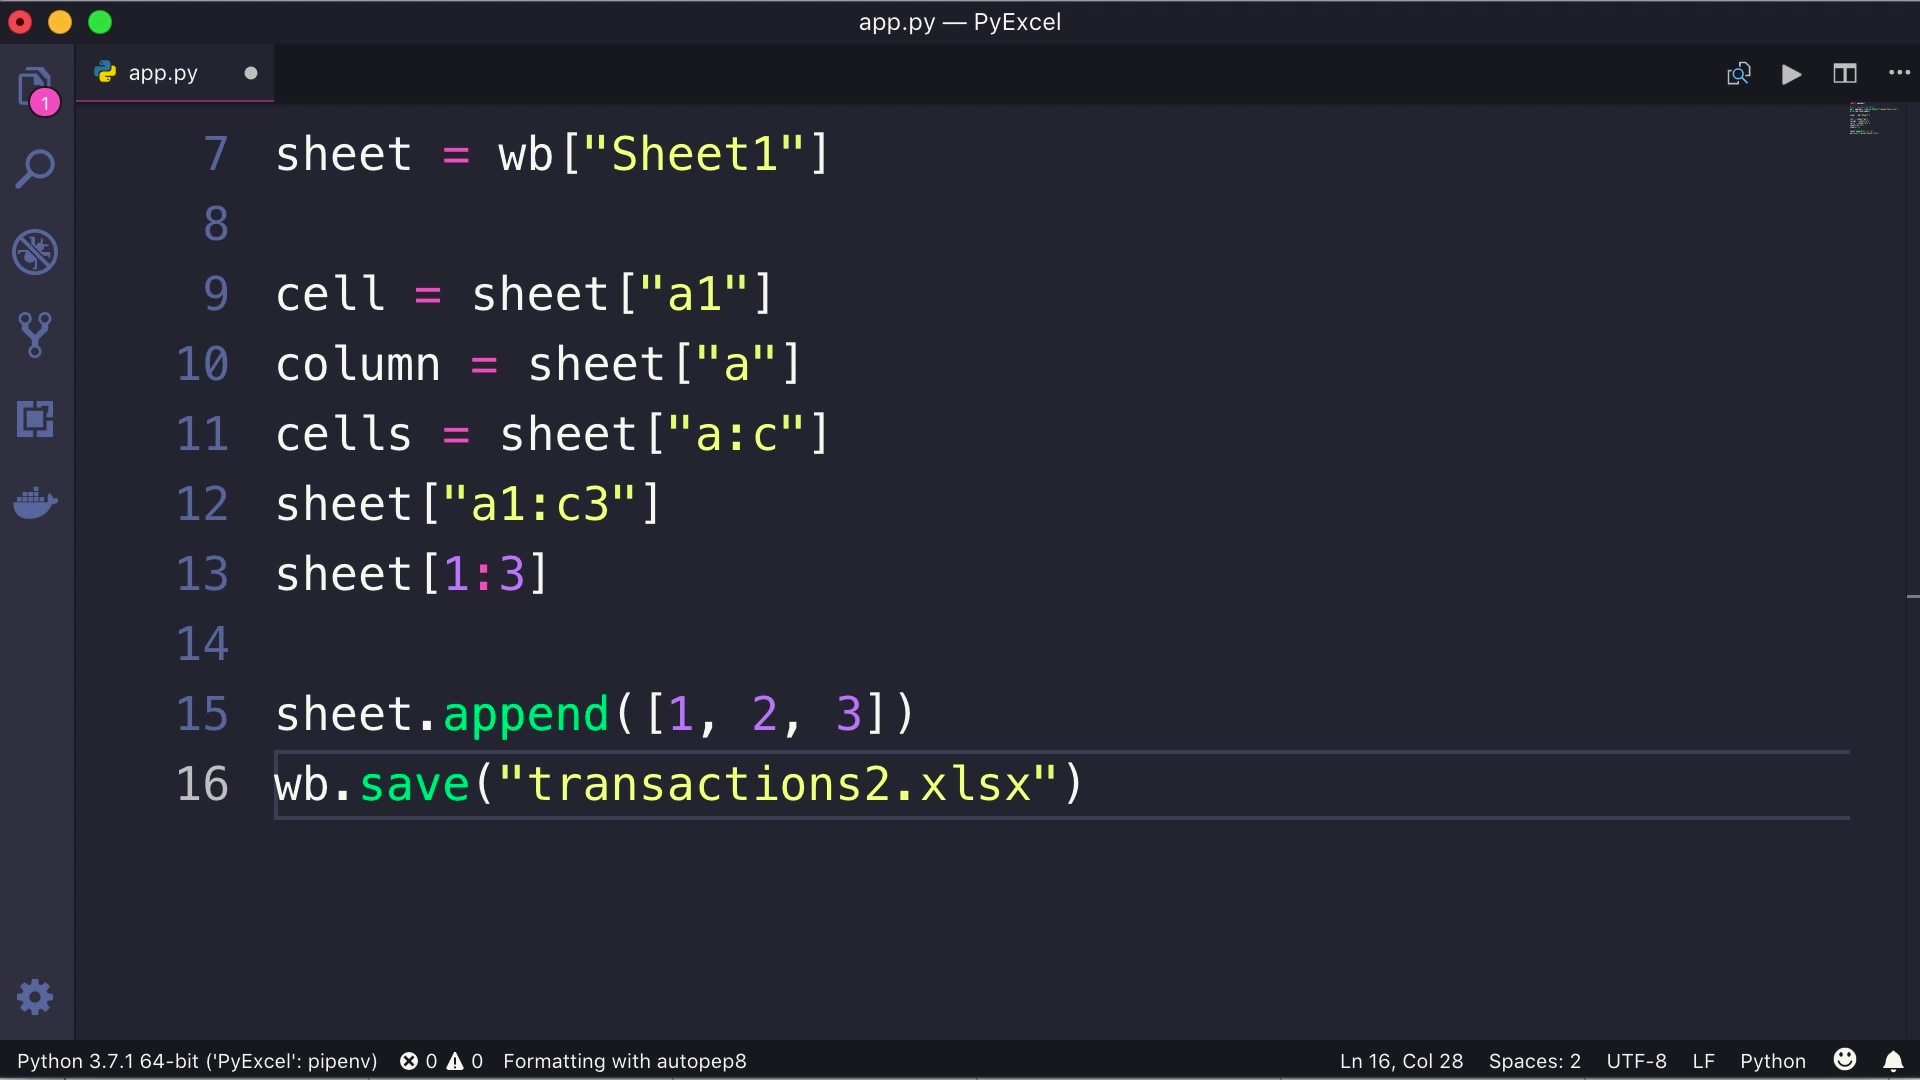 app.py — PyExcel
1
app.py
7 sheet = wb["Sheet1"]
8
9 cell = sheet["a1"]
10 column = sheet["a"]
11 cells = sheet["a:c"]
12 sheet["a1:c3"]
13 sheet[1:3]
14
15 sheet.append([1, 2, 3])
16 wb.save("transactions2.xlsx")
Python 3.7.1 64-bit ('PyExcel': pipenv) 0 0 Formatting with autopep8 Ln 16, Col 28 Spaces: 2 UTF-8 LF Python